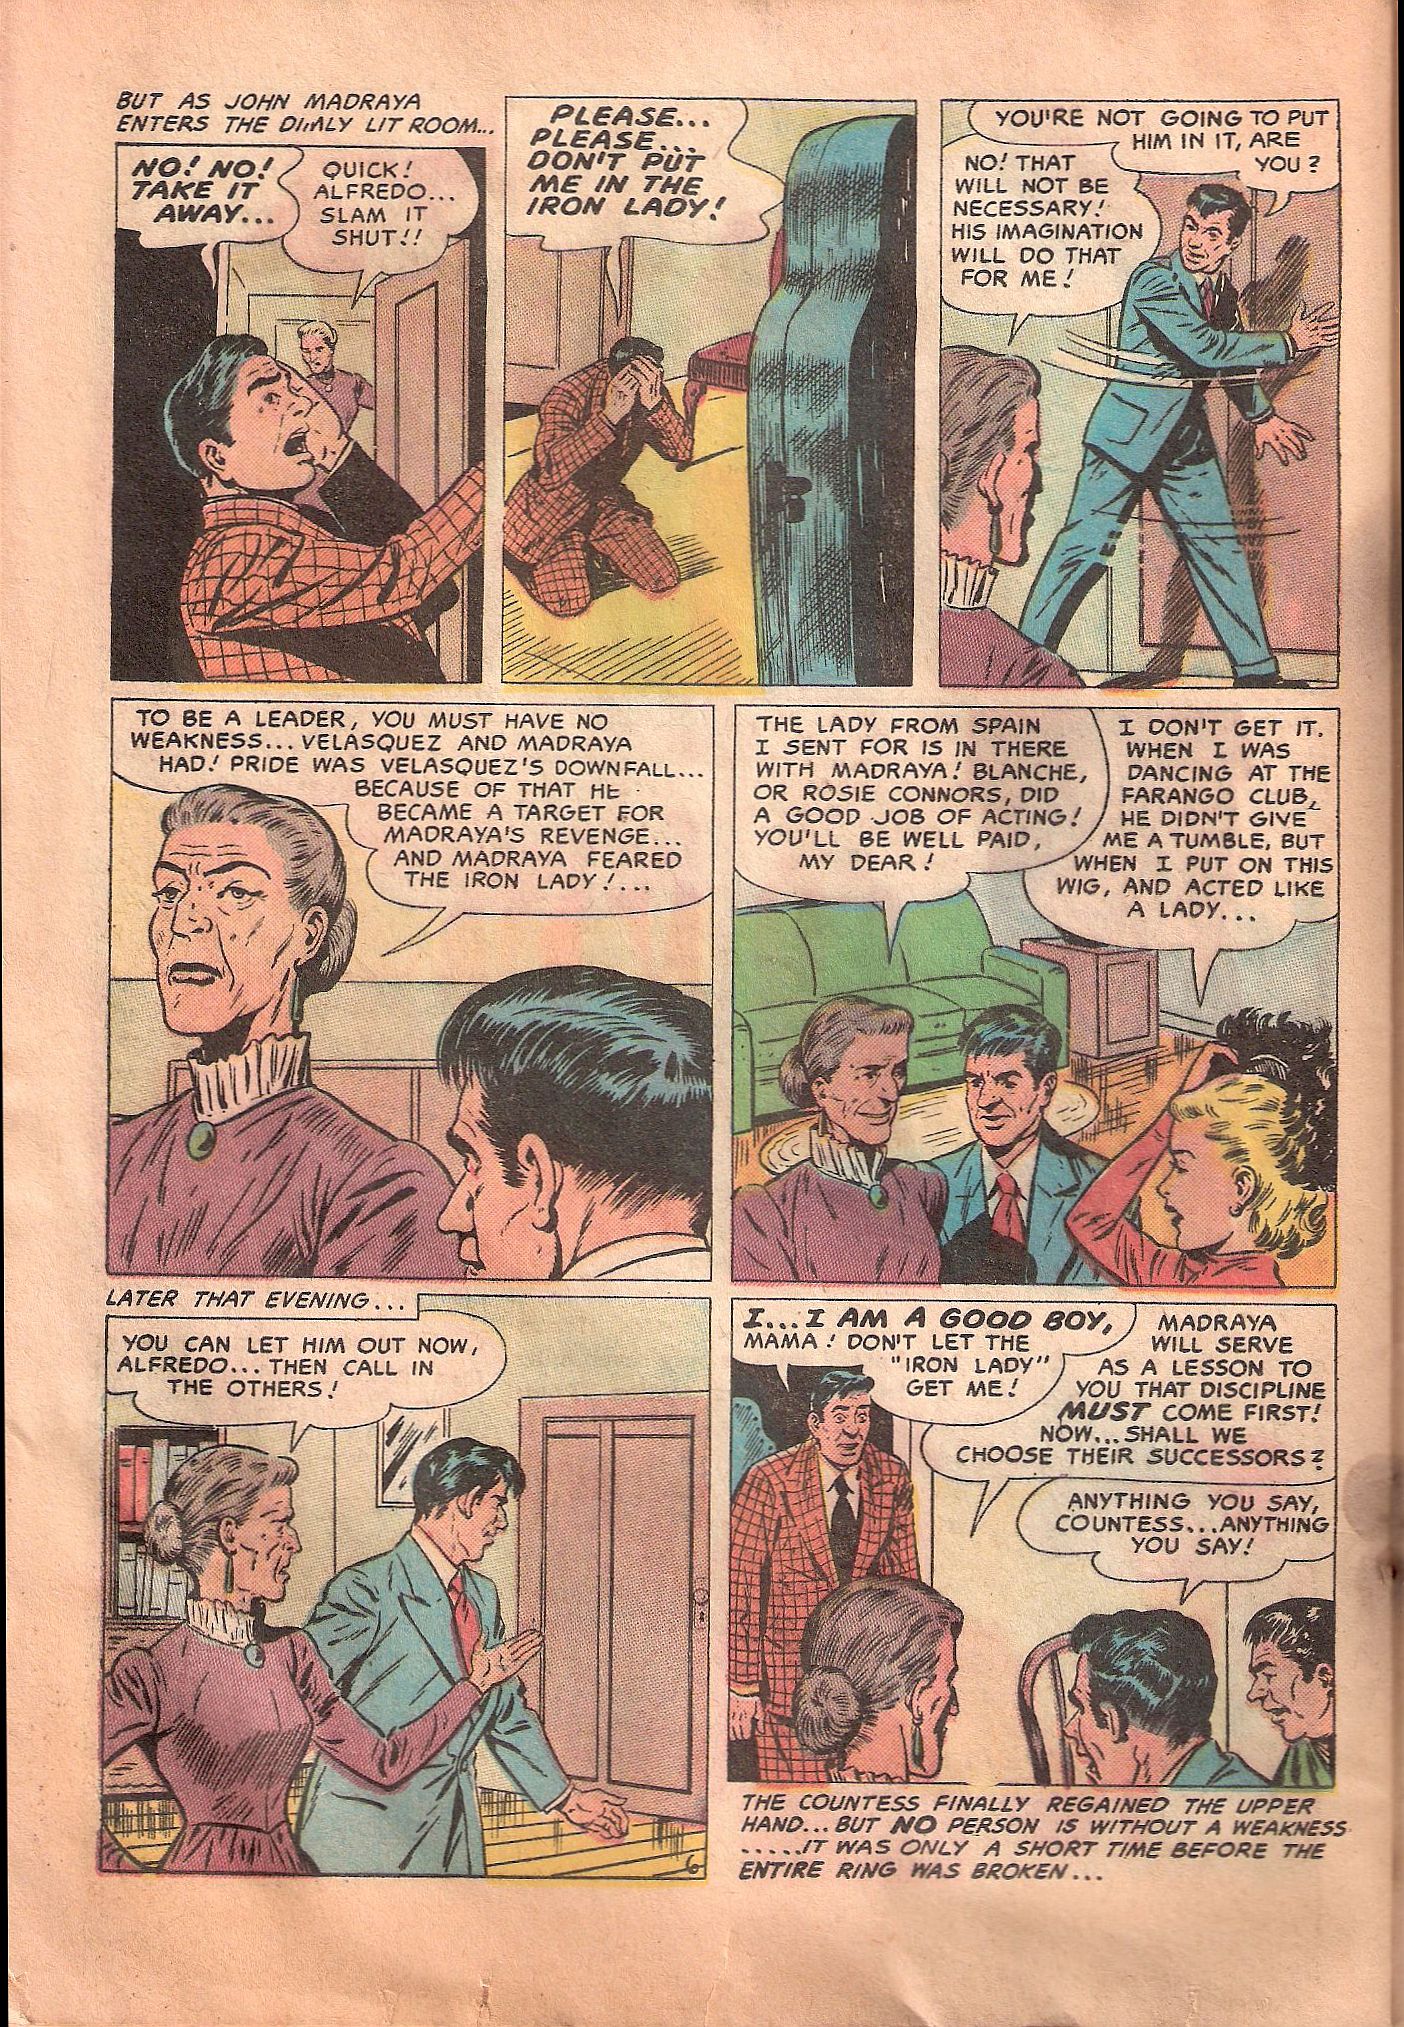 BUT AS JOHN MADRAYA
ENTERS THE DIMLY LIT ROOM...
NO! NO!
TAKE IT
AWAY...
QUICK!
ALFREDO...
SLAM IT
SHUT!!
PLEASE...
PLEASE...
DON'T PUT
ME IN THE
IRON LADY!
YOU'RE NOT GOING TO PUT
HIM IN IT, ARE
YOU?
NO! THAT
WILL NOT BE
NECESSARY!
HIS IMAGINATION
WILL DO THAT
FOR ME!
TO BE A LEADER, YOU MUST HAVE NO
WEAKNESS... VELASQUEZ AND MADRAYA
HAD! PRIDE WAS VELASQUEZ'S DOWNFALL...
BECAUSE OF THAT HE
BECAME A TARGET FOR
MADRAYA'S REVENGE...
AND MADRAYA FEARED
THE IRON LADY!...
THE LADY FROM SPAIN
I SENT FOR IS IN THERE
WITH MADRAYA! BLANCHE,
OR ROSIE CONNORS, DID
A GOOD JOB OF ACTING!
YOU'LL BE WELL PAID,
MY DEAR!
I DON'T GET IT.
WHEN I WAS
DANCING AT THE
FARANGO CLUB,
HE DIDN'T GIVE
ME A TUMBLE, BUT
WHEN I PUT ON THIS
WIG, AND ACTED LIKE
A LADY...
LATER THAT EVENING...
YOU CAN LET HIM OUT NOW,
ALFREDO... THEN CALL IN
THE OTHERS!
6
I... I AM A GOOD BOY,
MAMA! DON'T LET THE
"IRON LADY"
GET ME!
MADRAYA
WILL SERVE
AS A LESSON TO
YOU THAT DISCIPLINE
MUST COME FIRST!
NOW... SHALL WE
CHOOSE THEIR SUCCESSORS?
ANYTHING YOU SAY,
COUNTESS... ANYTHING
YOU SAY!
THE COUNTESS FINALLY REGAINED THE UPPER
HAND... BUT NO PERSON IS WITHOUT A WEAKNESS
.....IT WAS ONLY A SHORT TIME BEFORE THE
ENTIRE RING WAS BROKEN...